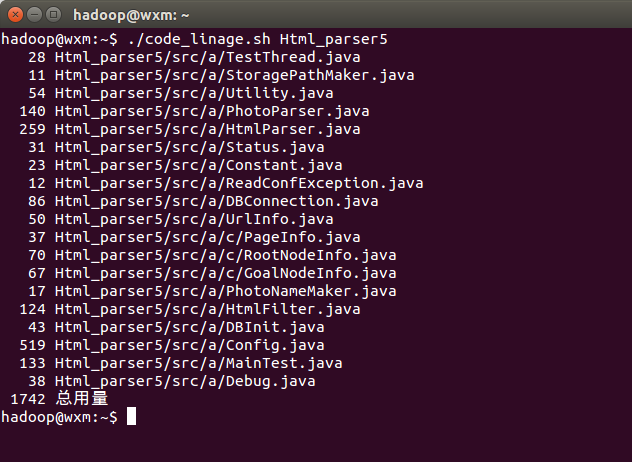 hadoop@wxm: ~
hadoop@wxm:~$ ./code_linage.sh Html_parser5
28 Html_parser5/src/a/TestThread.java
11 Html_parser5/src/a/StoragePathMaker.java
54 Html_parser5/src/a/Utility.java
140 Html_parser5/src/a/PhotoParser.java
259 Html_parser5/src/a/HtmlParser.java
31 Html_parser5/src/a/Status.java
23 Html_parser5/src/a/Constant.java
12 Html_parser5/src/a/ReadConfException.java
86 Html_parser5/src/a/DBConnection.java
50 Html_parser5/src/a/UrlInfo.java
37 Html_parser5/src/a/c/PageInfo.java
70 Html_parser5/src/a/c/RootNodeInfo.java
67 Html_parser5/src/a/c/GoalNodeInfo.java
17 Html_parser5/src/a/PhotoNameMaker.java
124 Html_parser5/src/a/HtmlFilter.java
43 Html_parser5/src/a/DBInit.java
519 Html_parser5/src/a/Config.java
133 Html_parser5/src/a/MainTest.java
38 Html_parser5/src/a/Debug.java
1742 总用量
hadoop@wxm:~$